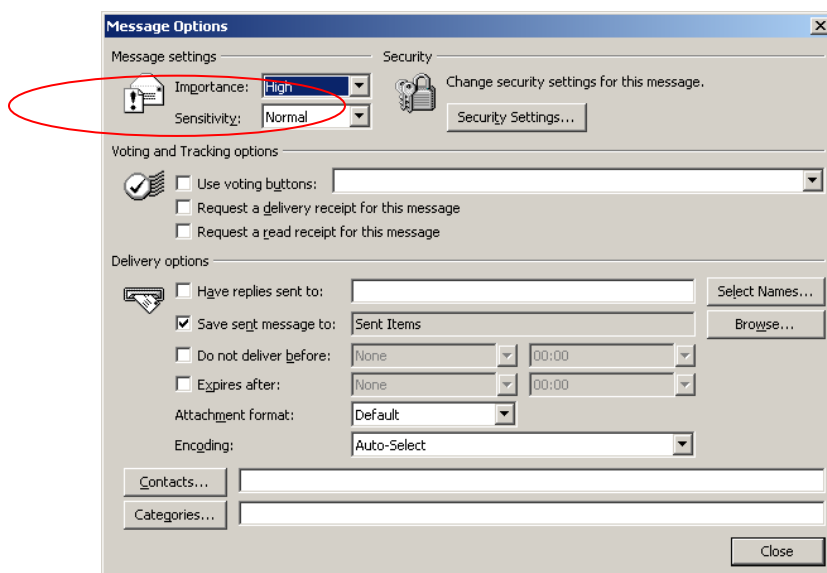 Message Options
Message settings Security
Importance: High Change security settings for this message.
Sensitivity: Normal Security Settings...
Voting and Tracking options
Use voting buttons:
Request a delivery receipt for this message
Request a read receipt for this message
Delivery options
Have replies sent to: Select Names...
Save sent message to: Sent Items Browse...
Do not deliver before: None 00:00
Expires after: None 00:00
Attachment format: Default
Encoding: Auto-Select
Contacts...
Categories...
Close